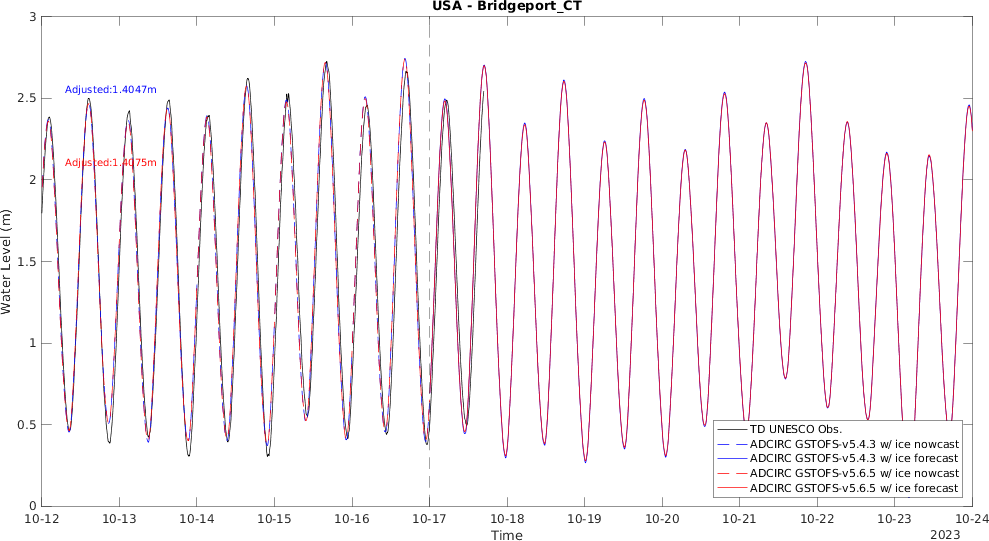 USA - Bridgeport_CT
3
2.5
2
1.5
1
0.5
0
Water Level (m)
Adjusted:1.4047m
Adjusted:1.4075m
TD UNESCO Obs.
ADCIRC GSTOFS-v5.4.3 w/ ice nowcast
ADCIRC GSTOFS-v5.4.3 w/ ice forecast
ADCIRC GSTOFS-v5.6.5 w/ ice nowcast
ADCIRC GSTOFS-v5.6.5 w/ ice forecast
10-12 10-13 10-14 10-15 10-16 10-17 10-18 10-19 10-20 10-21 10-22 10-23 10-24
Time
2023